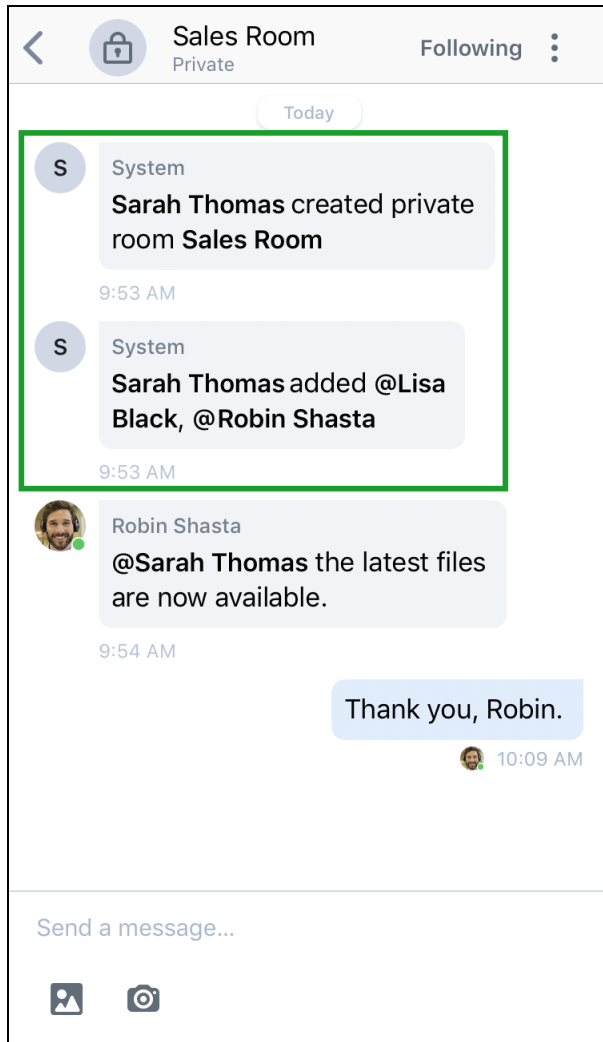 Sales Room
Private
Following
Today
S
System
Sarah Thomas created private
room Sales Room
9:53 AM
S
System
Sarah Thomas added @Lisa
Black, @Robin Shasta
9:53 AM
Robin Shasta
@Sarah Thomas the latest files
are now available.
9:54 AM
Thank you, Robin.
10:09 AM
Send a message...